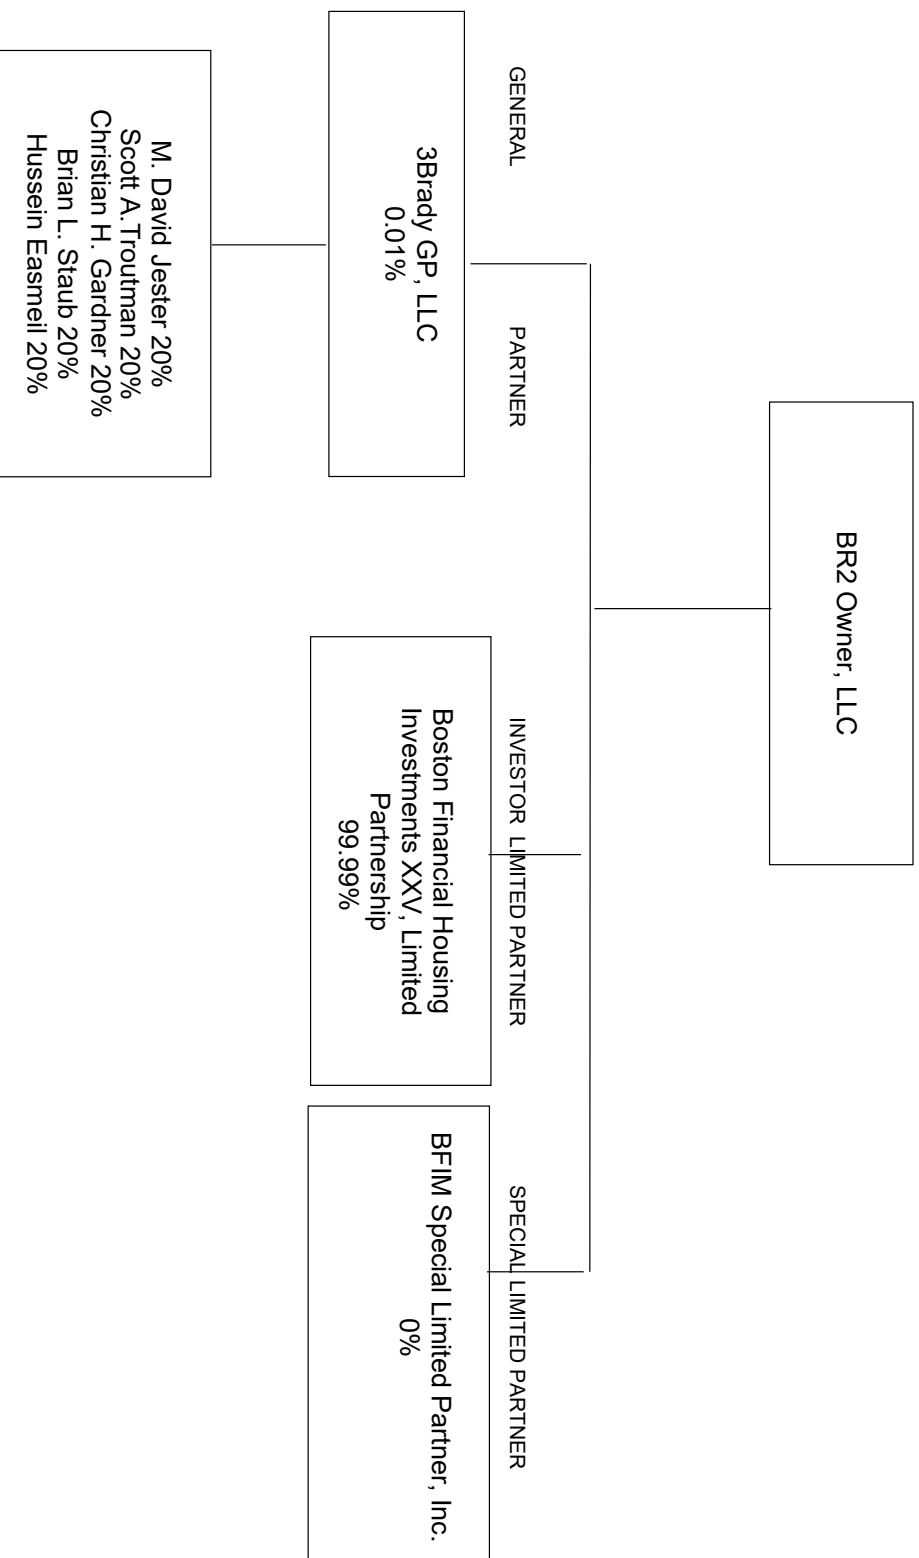 BR2 Owner, LLC
GENERAL PARTNER
INVESTOR LIMITED PARTNER
SPECIAL LIMITED PARTNER
3Brady GP, LLC
0.01%
Boston Financial Housing
Investments XXV, Limited
Partnership
99.99%
BFIM Special Limited Partner, Inc.
0%
M. David Jester 20%
Scott A.Troutman 20%
Christian H. Gardner 20%
Brian L. Staub 20%
Hussein Easmeil 20%